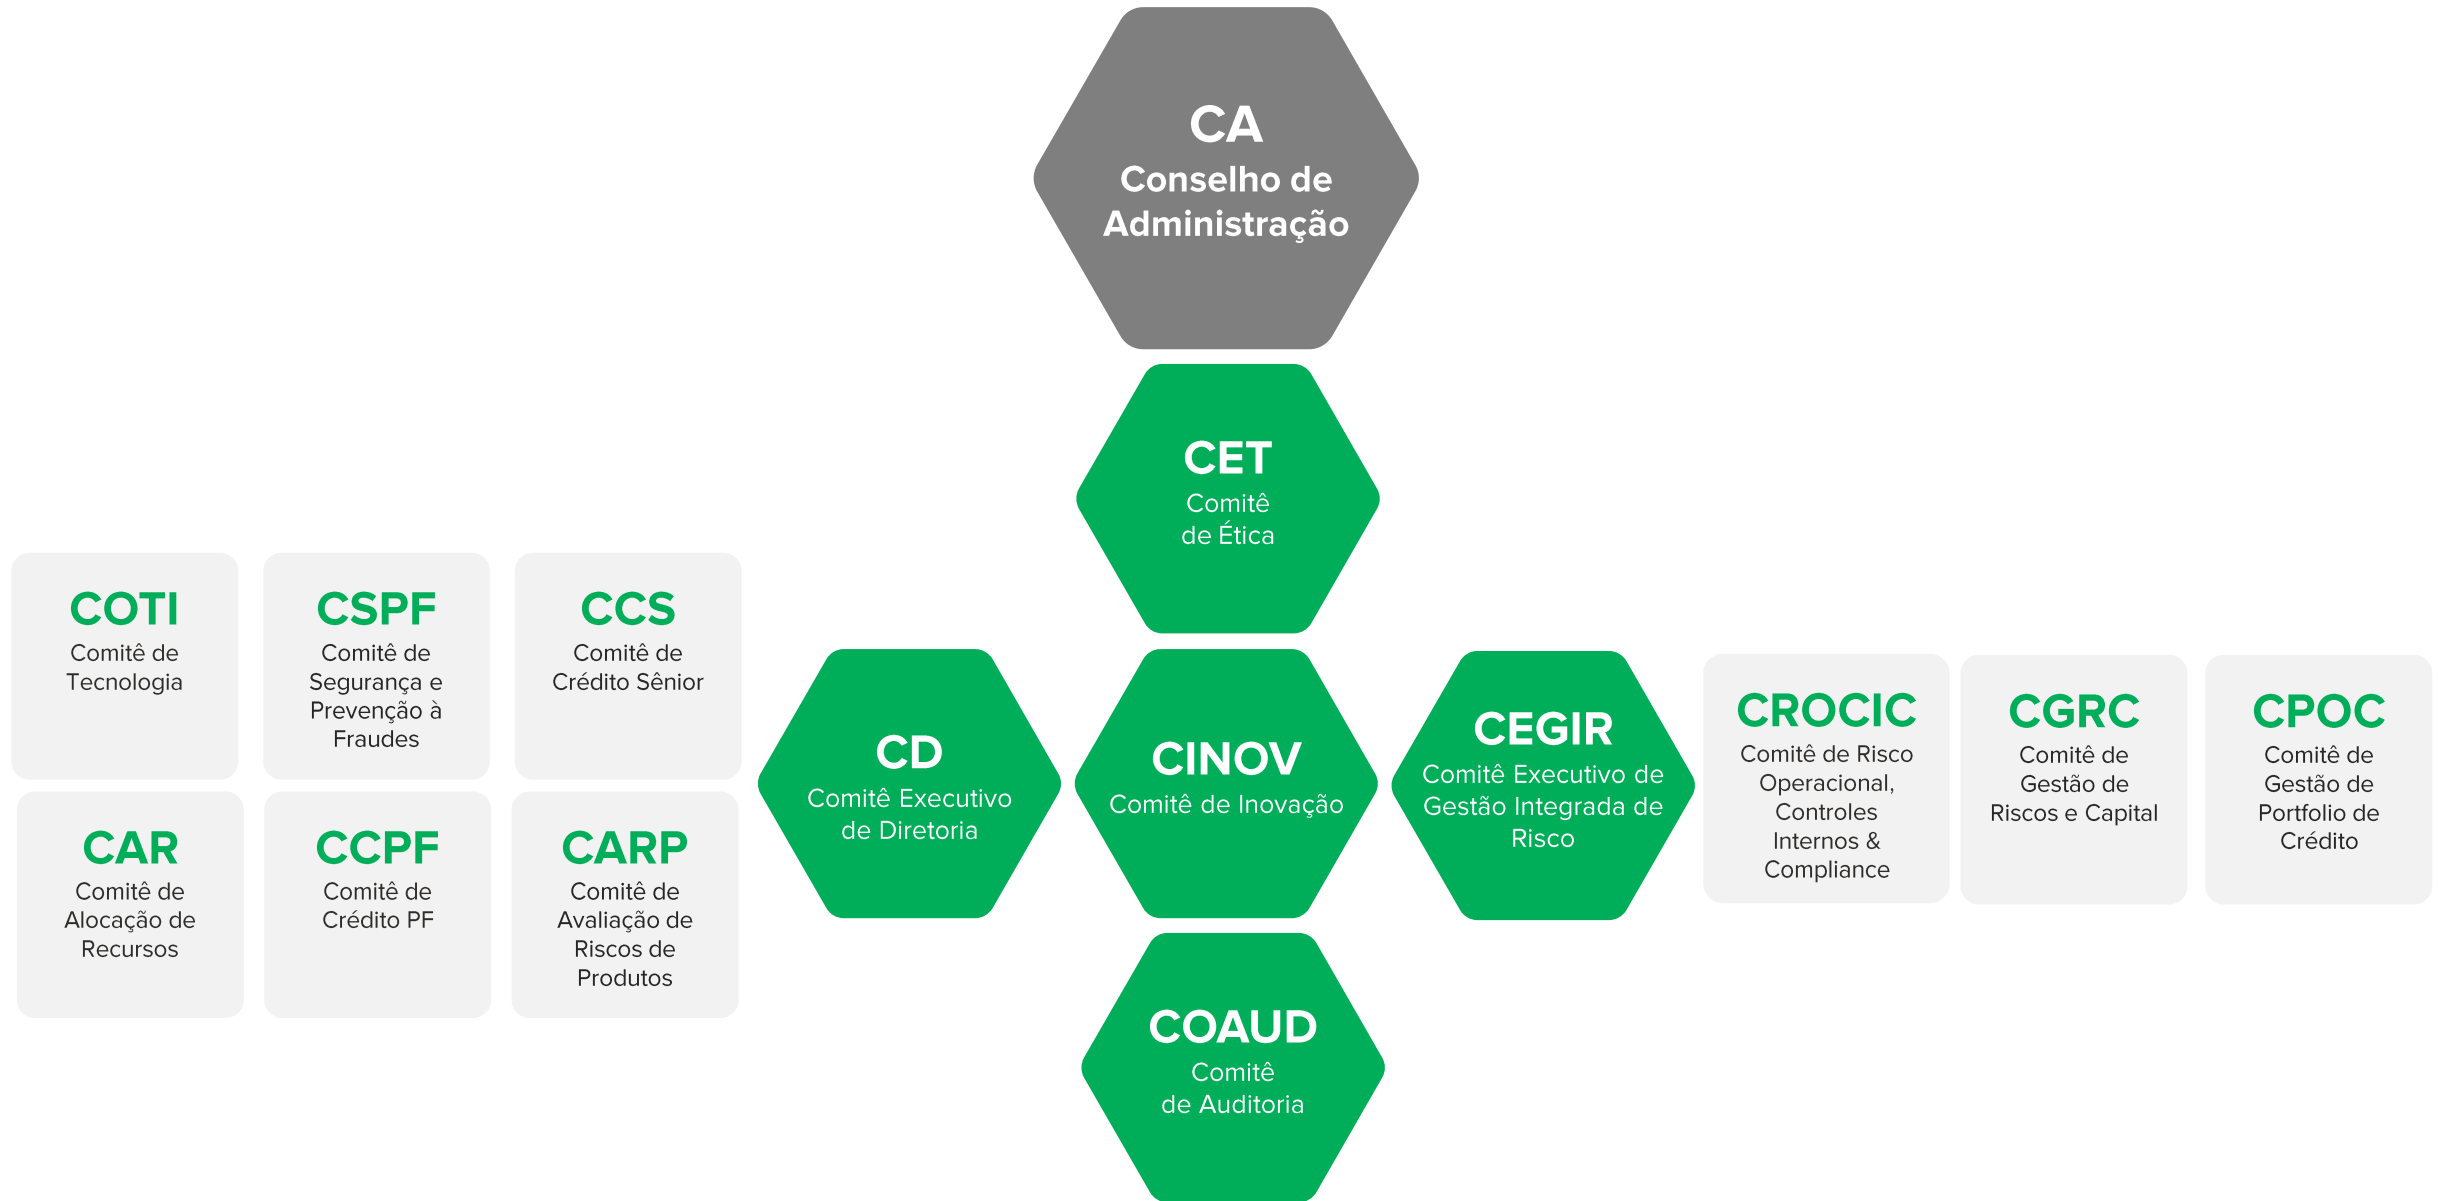 CA
Conselho de
Administração
CET
Comitê
de Ética
COTI
Comitê de
Tecnologia
CSPF
Comitê de
Segurança e
Prevenção à
Fraudes
CCS
Comitê de
Crédito Sênior
CAR
Comitê de
Alocação de
Recursos
CCPF
Comitê de
Crédito PF
CARP
Comitê de
Avaliação de
Riscos de
Produtos
CD
Comitê Executivo
de Diretoria
CINOV
Comitê de Inovação
CEGIR
Comitê Executivo de
Gestão Integrada de
Risco
CROCIC
Comitê de Risco
Operacional,
Controles
Internos &
Compliance
CGRC
Comitê de
Gestão de
Riscos e Capital
CPOC
Comitê de
Gestão de
Portfolio de
Crédito
COAUD
Comitê
de Auditoria